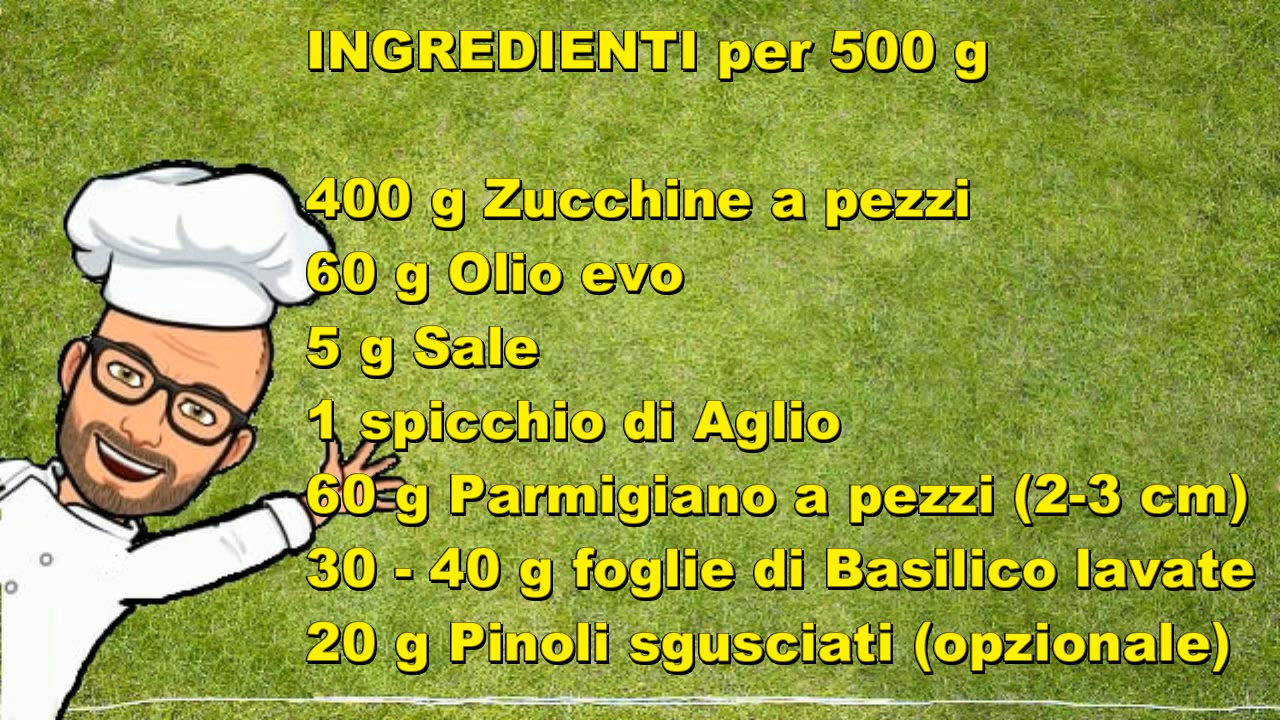 INGREDIENTI per 500 g
400 g Zucchine a pezzi
60 g Olio evo
5 g Sale
1 spicchio di Aglio
60 g Parmigiano a pezzi (2-3 cm)
30 - 40 g foglie di Basilico lavate
20 g Pinoli sgusciati (opzionale)